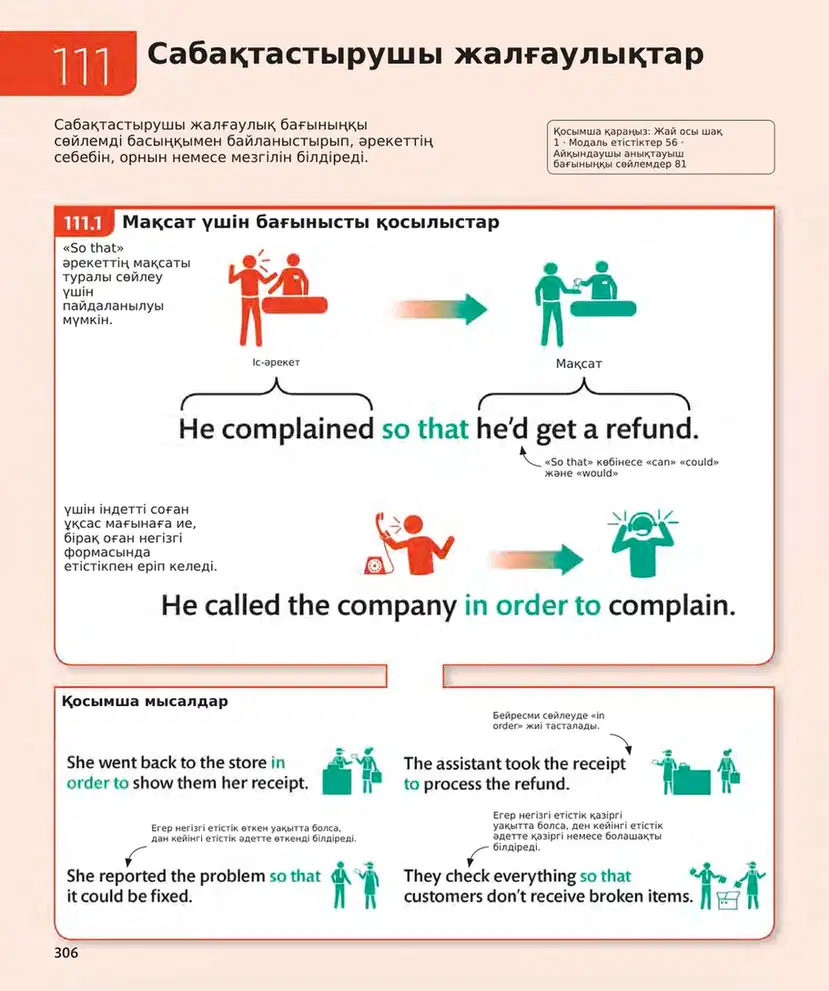 111
Сабақтастырушы жалғаулықтар
Сабақтастырушы жалғаулық бағыныңқы
сөйлемді басыңқымен байланыстырып, әрекеттің
себебін, орнын немесе мезгілін білдіреді.
Қосымша қараңыз: Жай осы шақ
1 · Модаль етістіктер 56 ·
Айқындаушы анықтауыш
бағыныңқы сөйлемдер 81
111.1 Мақсат үшін бағынысты қосылыстар
«So that»
әрекеттің мақсаты
туралы сөйлеу
үшін
пайдаланылуы
мүмкін.
Іс-әрекет
Мақсат
He complained so that he'd get a refund.
«So that» көбінесе «can» «could»
және «would»
үшін індетті соған
ұқсас мағынаға ие,
бірақ оған негізгі
формасында
етістікпен еріп келеді.
He called the company in order to complain.
Қосымша мысалдар
She went back to the store in
order to show them her receipt.
Бейресми сөйлеуде «in
order» жиі тасталады.
The assistant took the receipt
to process the refund.
Егер негізгі етістік өткен уақытта болса,
дан кейінгі етістік әдетте өткенді білдіреді.
She reported the problem so that
it could be fixed.
Егер негізгі етістік қазіргі
уақытта болса, ден кейінгі етістік
әдетте қазіргі немесе болашақты
білдіреді.
They check everything so that
customers don't receive broken items.
306